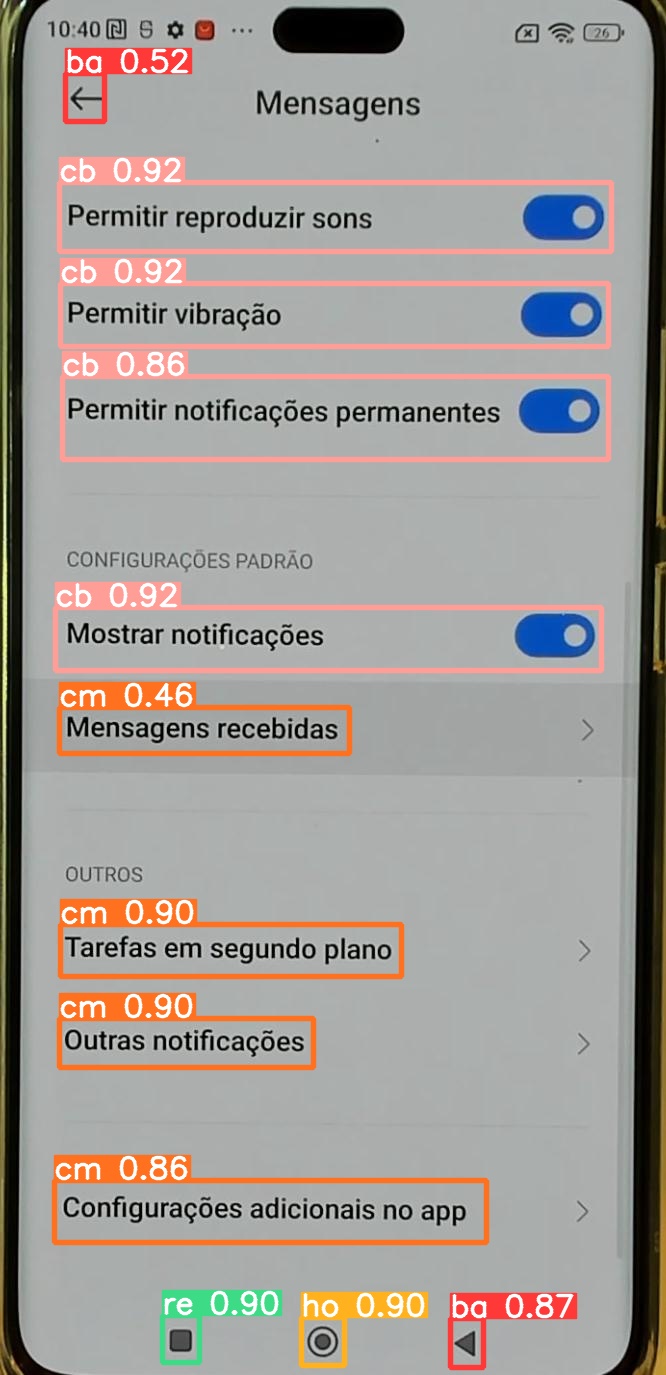 10:40 26
ba 0.52
Mensagens
cb 0.92
Permitir reproduzir sons
cb 0.92
Permitir vibração
cb 0.86
Permitir notificações permanentes
CONFIGURAÇÕES PADRÃO
cb 0.92
Mostrar notificações
cm 0.46
Mensagens recebidas
OUTROS
cm 0.90
Tarefas em segundo plano
cm 0.90
Outras notificações
cm 0.86
Configurações adicionais no app
re 0.90 ho 0.90 ba 0.87